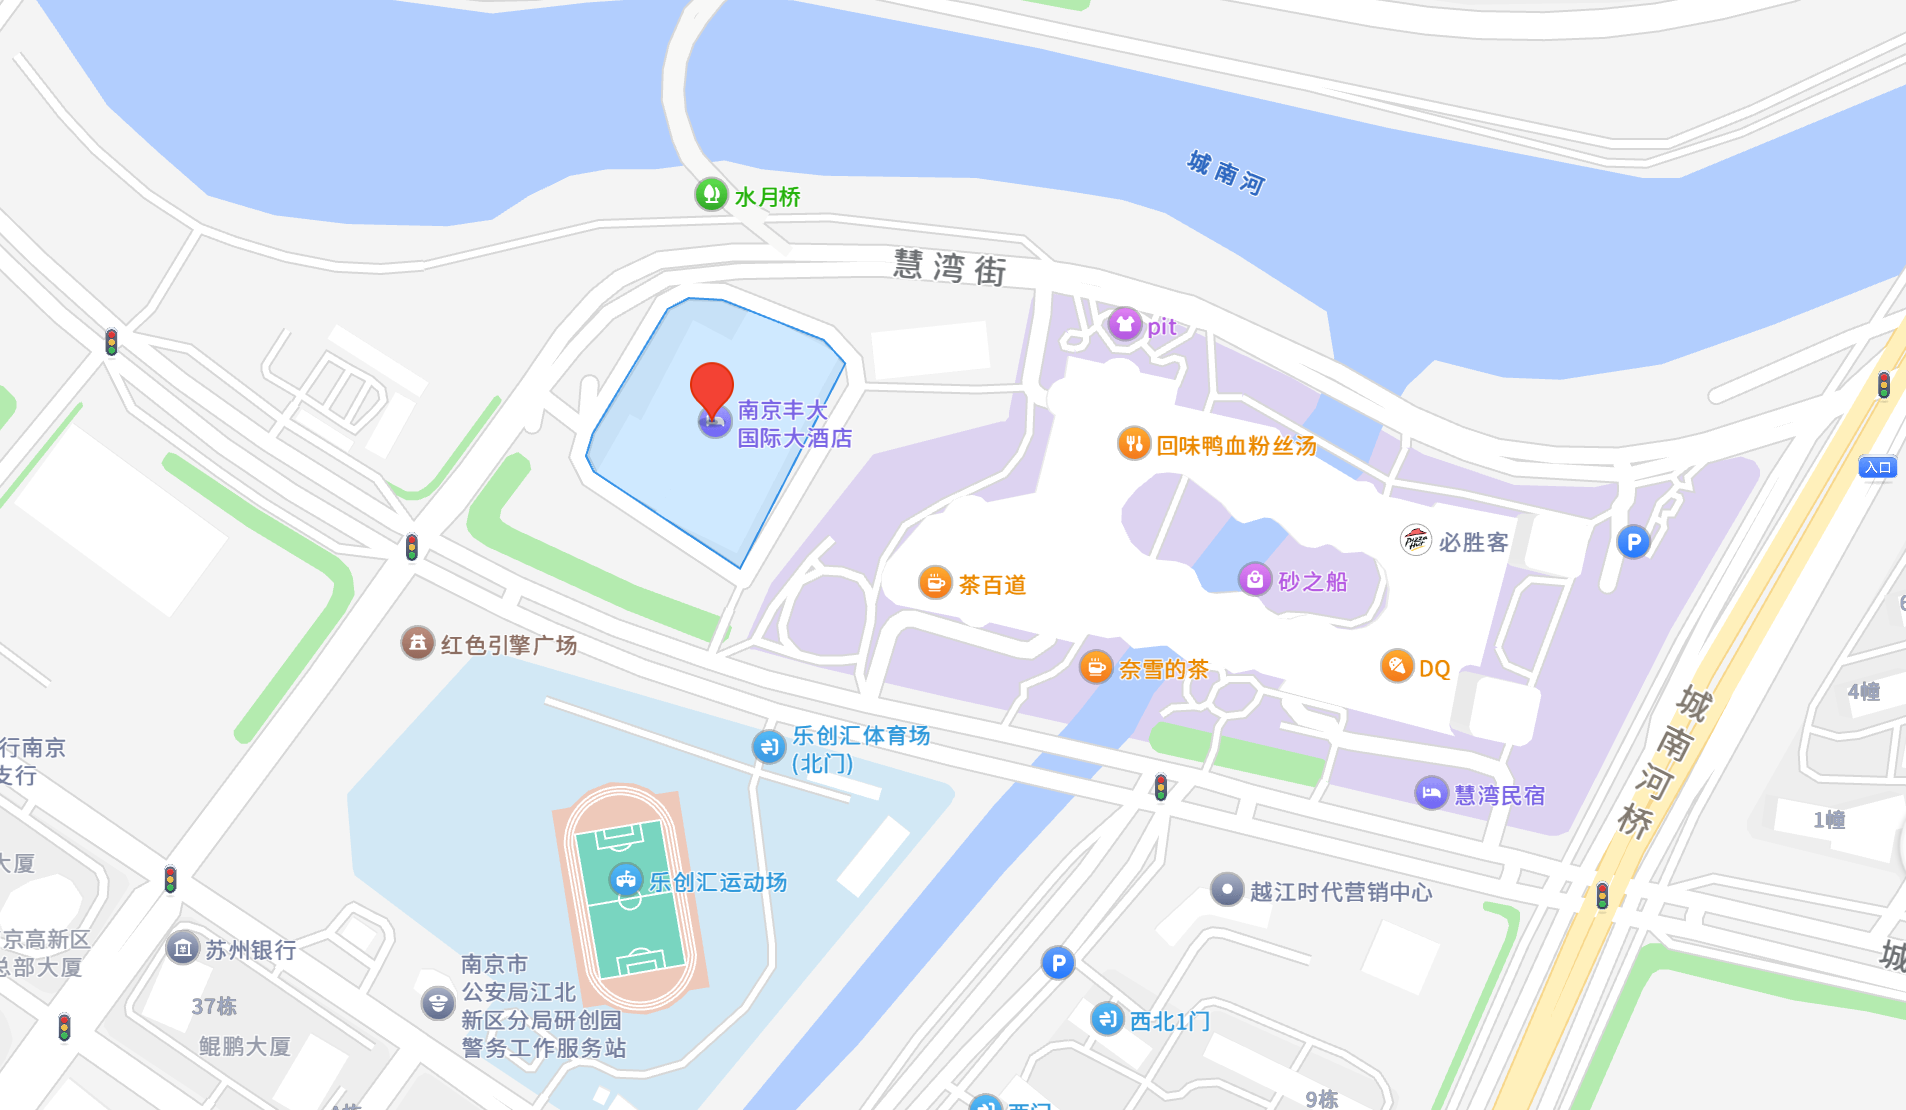 城南河
水月桥
慧湾街
pit
南京丰大
国际大酒店
回味鸭血粉丝汤
入口
P
Pizza Hut
必胜客
茶百道
砂之船
红色引擎广场
奈雪的茶
DQ
4幢
城南河桥
行南京
支行
乐创汇体育场
(北门)
慧湾民宿
1幢
大厦
乐创汇运动场
越江时代营销中心
京高新区
总部大厦
苏州银行
城
南京市
公安局江北
新区分局研创园
警务工作服务站
P
37栋
鲲鹏大厦
西北1门
9栋
西门